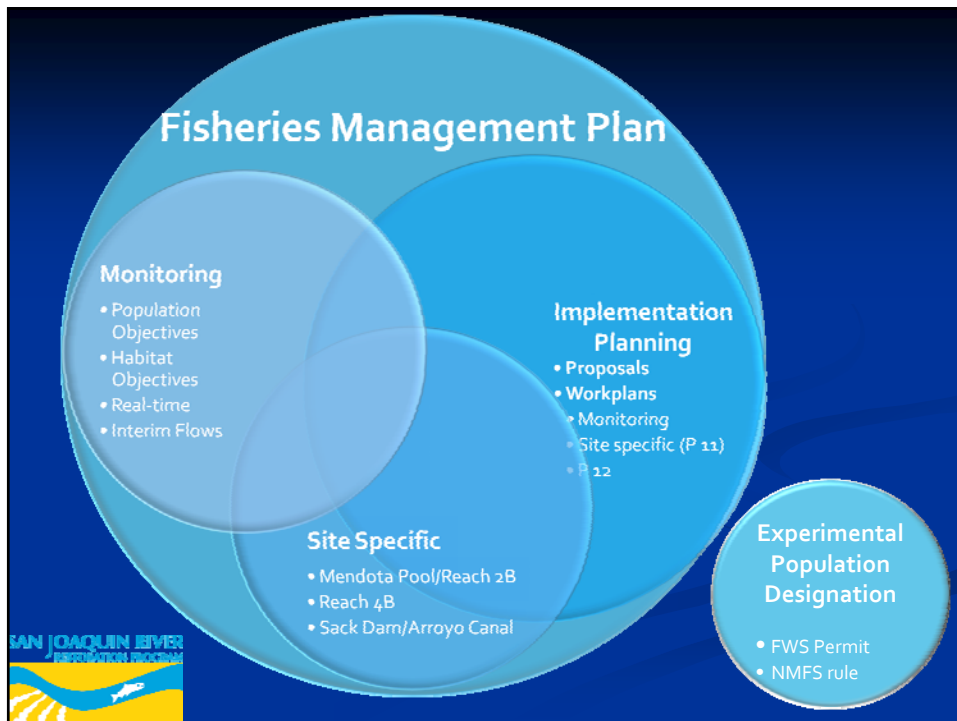 Fisheries Management Plan
Monitoring
• Population
Objectives
• Habitat
Objectives
• Real-time
• Interim Flows
Implementation
Planning
• Proposals
• Workplans
• Monitoring
• Site specific (P 11)
• P 12
Site Specific
• Mendota Pool/Reach 2B
• Reach 4B
• Sack Dam/Arroyo Canal
Experimental
Population
Designation
• FWS Permit
• NMFS rule
SAN JOAQUIN RIVER
RESTORATION PROGRAM